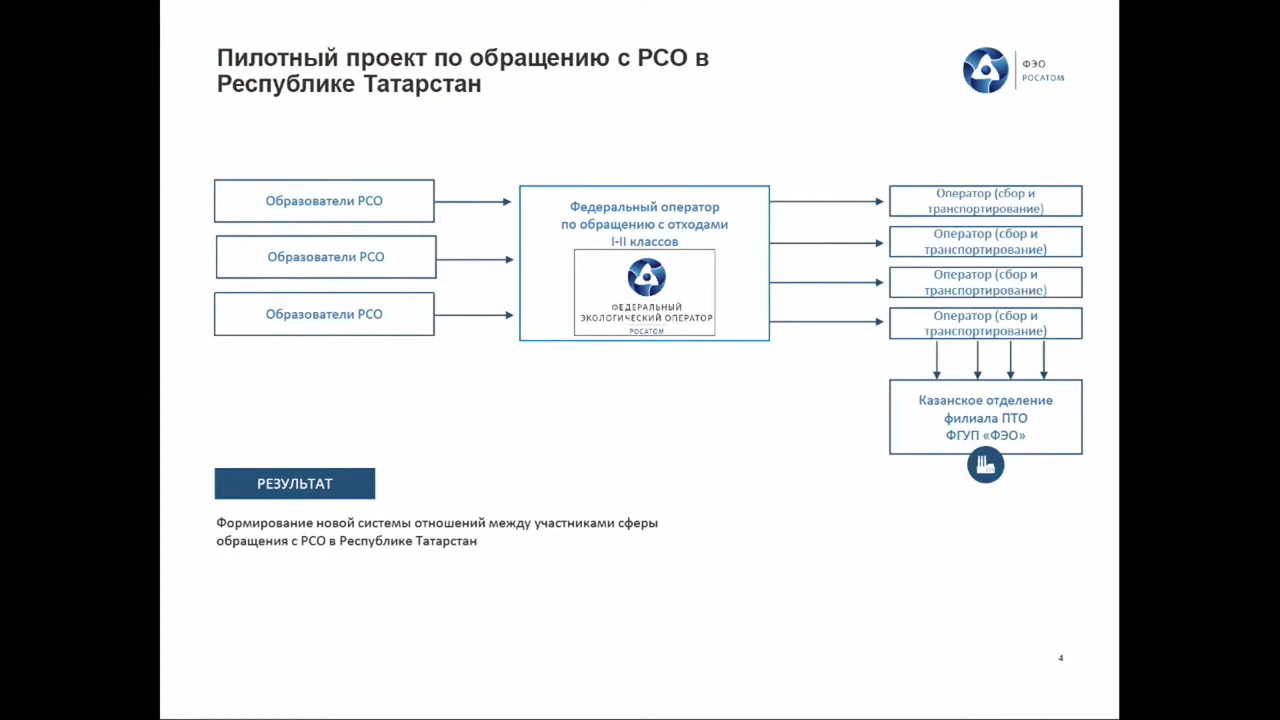 Пилотный проект по обращению с РСО в
Республике Татарстан
ФЭО
РОСАТОМ
Образователи РСО
Образователи РСО
Образователи РСО
Федеральный оператор
по обращению с отходами
I-II классов
ФЕДЕРАЛЬНЫЙ
ЭКОЛОГИЧЕСКИЙ ОПЕРАТОР
РОСАТОМ
Оператор (сбор и
транспортирование)
Оператор (сбор и
транспортирование)
Оператор (сбор и
транспортирование)
Оператор (сбор и
транспортирование)
Казанское отделение
филиала ПТО
ФГУП «ФЭО»
РЕЗУЛЬТАТ
Формирование новой системы отношений между участниками сферы
обращения с РСО в Республике Татарстан
4